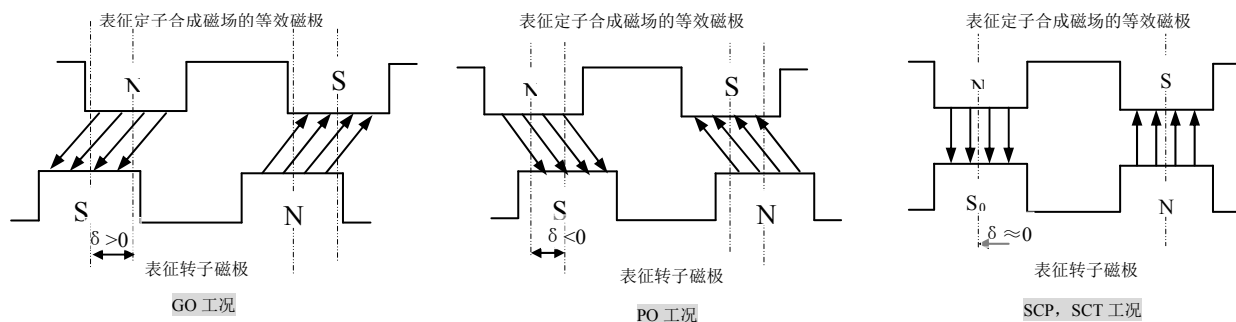 表征定子合成磁场的等效磁极
N
S
S
N
δ >0
表征转子磁极
GO 工况
表征定子合成磁场的等效磁极
N
S
S
N
δ <0
表征转子磁极
PO 工况
表征定子合成磁场的等效磁极
N
S
S0
N
δ ≈0
表征转子磁极
SCP，SCT 工况